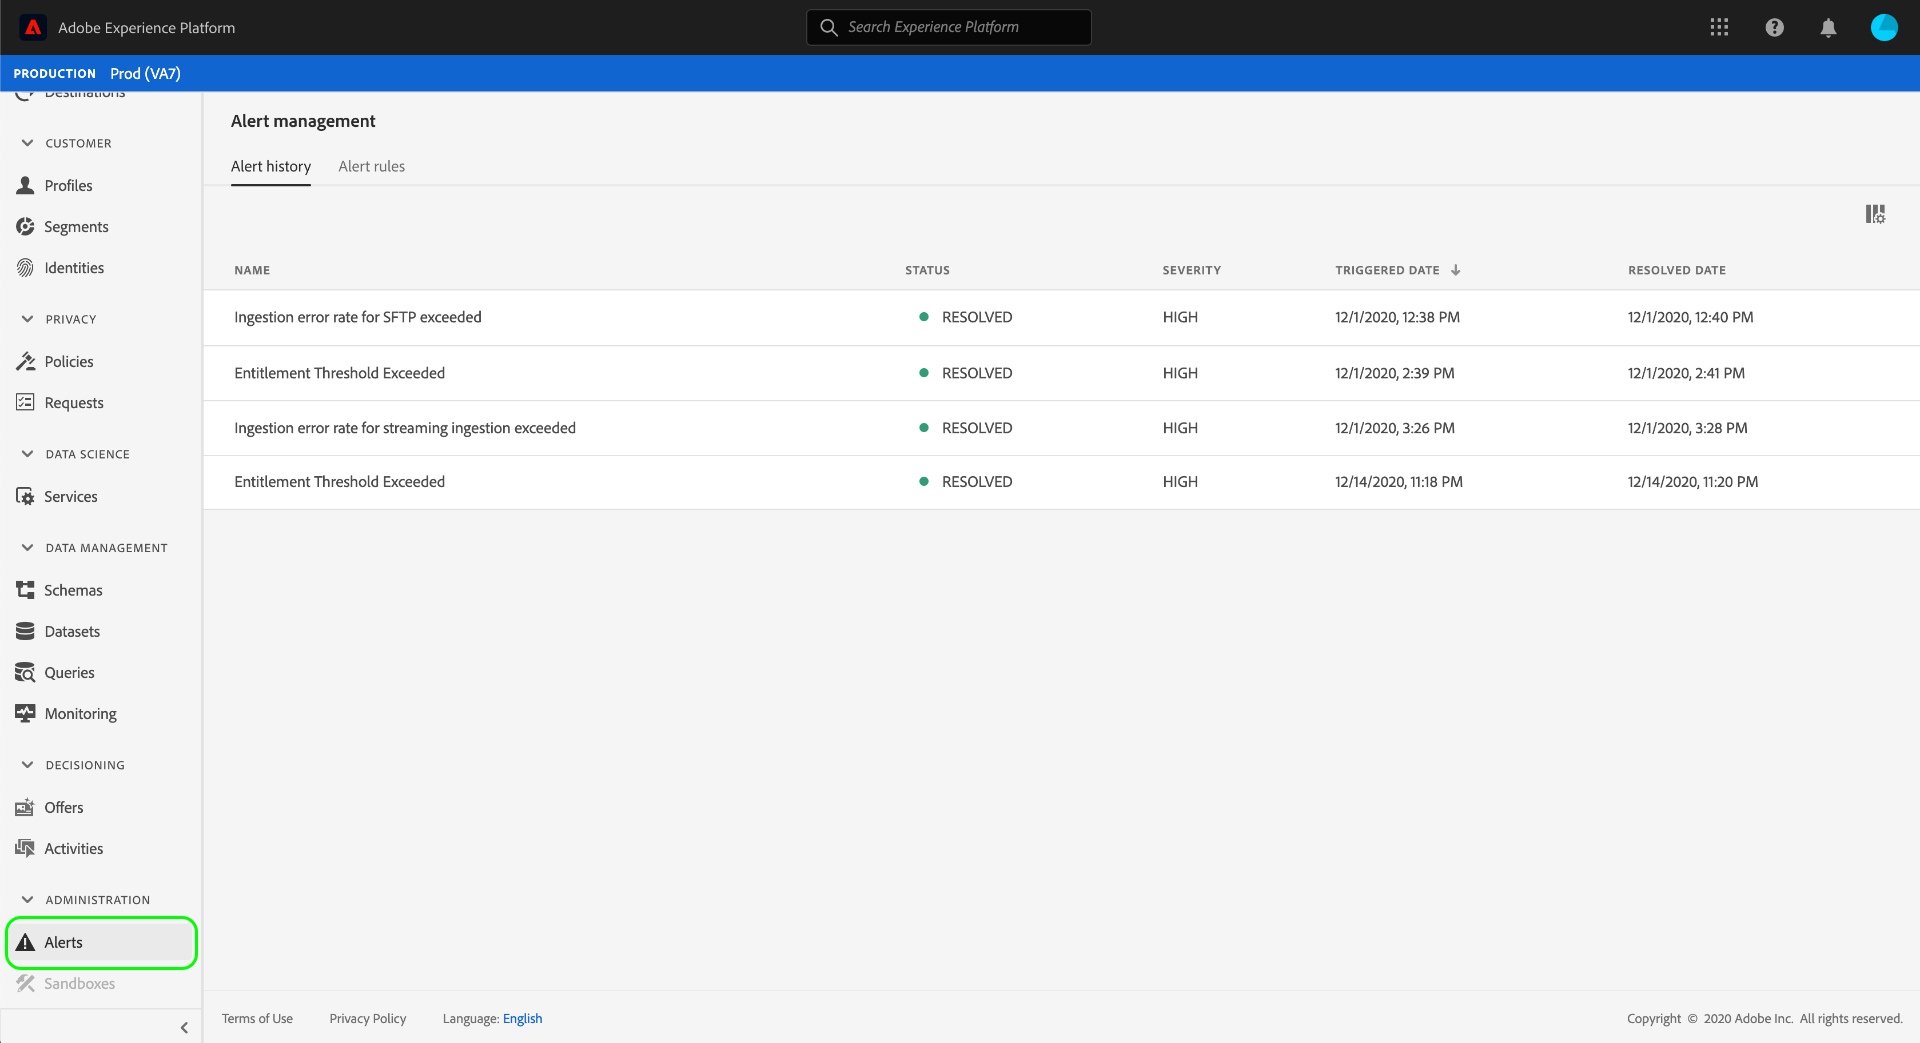 Adobe Experience Platform
Search Experience Platform
PRODUCTION Prod (VA7)
Destinations
CUSTOMER
Profiles
Segments
Identities
PRIVACY
Policies
Requests
DATA SCIENCE
Services
DATA MANAGEMENT
Schemas
Datasets
Queries
Monitoring
DECISIONING
Offers
Activities
ADMINISTRATION
Alerts
Sandboxes
Alert management
Alert history Alert rules
NAME STATUS SEVERITY TRIGGERED DATE RESOLVED DATE
Ingestion error rate for SFTP exceeded RESOLVED HIGH 12/1/2020, 12:38 PM 12/1/2020, 12:40 PM
Entitlement Threshold Exceeded RESOLVED HIGH 12/1/2020, 2:39 PM 12/1/2020, 2:41 PM
Ingestion error rate for streaming ingestion exceeded RESOLVED HIGH 12/1/2020, 3:26 PM 12/1/2020, 3:28 PM
Entitlement Threshold Exceeded RESOLVED HIGH 12/14/2020, 11:18 PM 12/14/2020, 11:20 PM
Terms of Use Privacy Policy Language: English Copyright © 2020 Adobe Inc. All rights reserved.